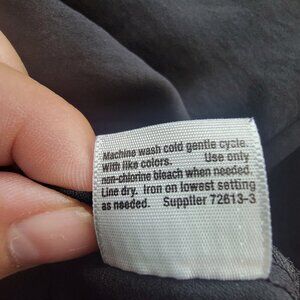 Machine wash cold gentle cycle
with like colors. Use only
non-chlorine bleach when needed.
Line dry. Iron on lowest setting
as needed. Supplier 72613-3